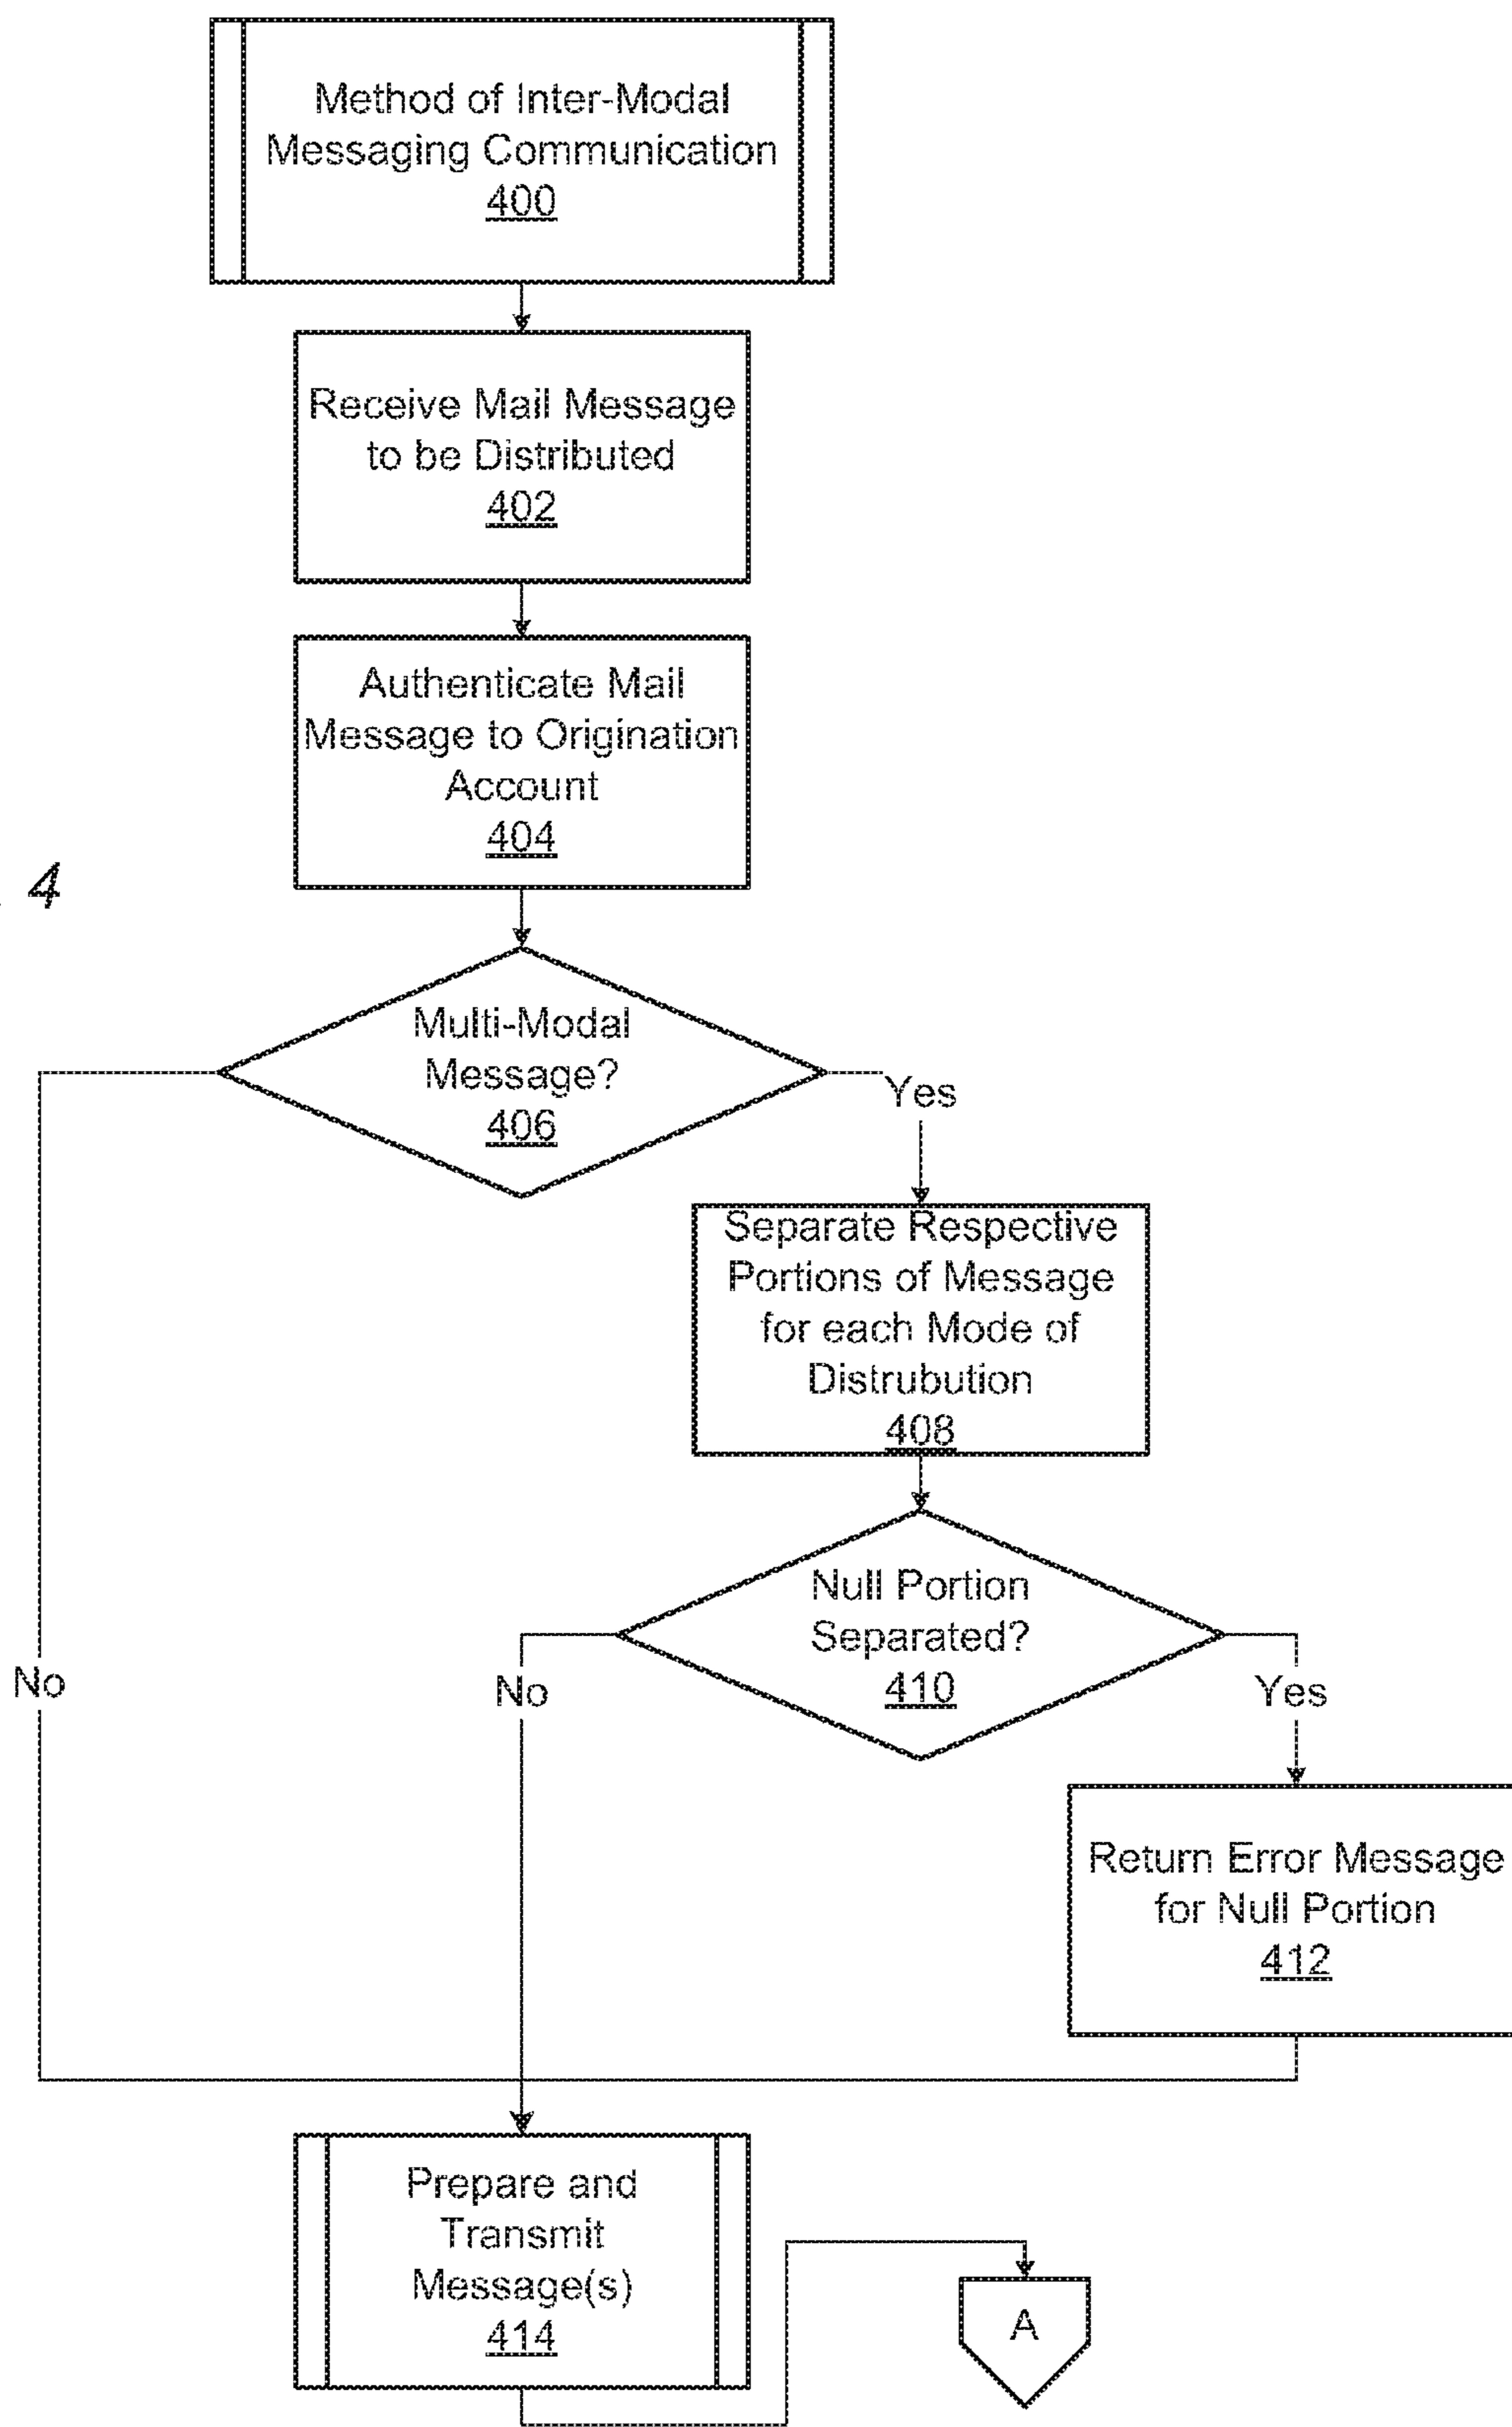 Method of Inter-Modal
Messaging Communication
400
Receive Mail Message
to be Distributed
402
Authenticate Mail
Message to Origination
Account
404
4
Multi-Modal
Message?
406
Yes
Separate Respective
Portions of Message
for each Mode of
Distrubution
408
Null Portion
Separated?
410
No
No
Yes
Return Error Message
for Null Portion
412
Prepare and
Transmit
Message(s)
414
A